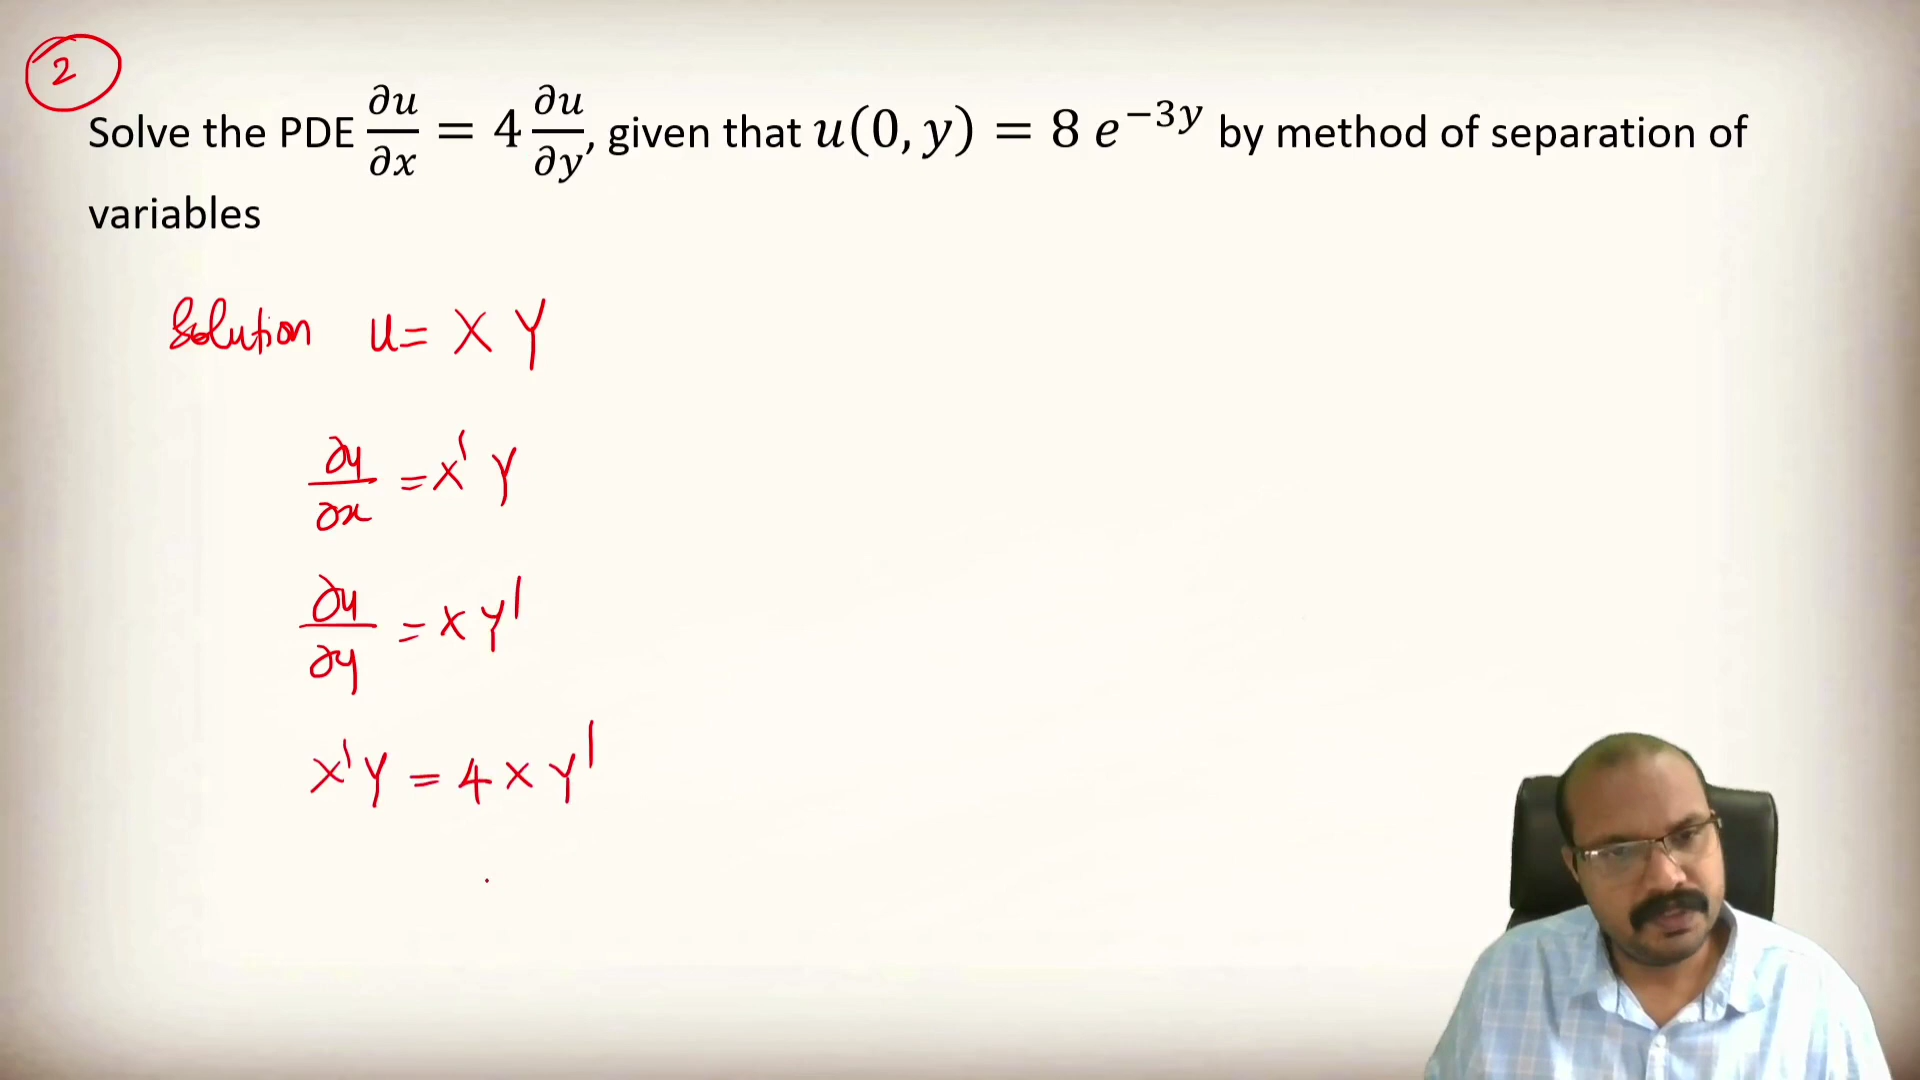 2
Solve the PDE ∂u/∂x = 4 ∂u/∂y, given that u(0, y) = 8 e^{−3y} by method of separation of
variables
Solution u = X Y
∂u/∂x = X' Y
∂u/∂y = X Y'
X' Y = 4 X Y'